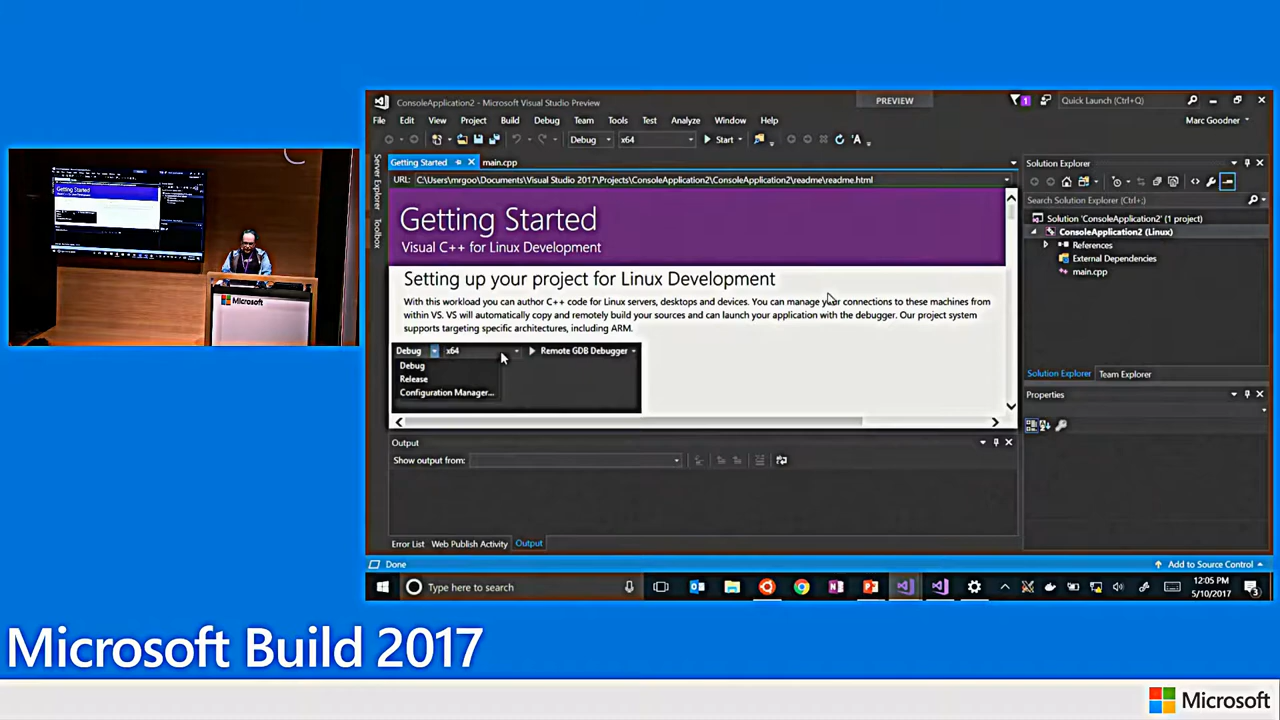 ConsoleApplication2 - Microsoft Visual Studio Preview
PREVIEW
1
Quick Launch (Ctrl+Q)
File Edit View Project Build Debug Team Tools Test Analyze Window Help
Marc Goodner
Debug x64 Start
Server Explorer
Toolbox
Getting Started main.cpp
URL: C:\Users\mrgoo\Documents\Visual Studio 2017\Projects\ConsoleApplication2\ConsoleApplication2\readme\readme.html
Getting Started
Visual C++ for Linux Development
Setting up your project for Linux Development
With this workload you can author C++ code for Linux servers, desktops and devices. You can manage your connections to these machines from
within VS. VS will automatically copy and remotely build your sources and can launch your application with the debugger. Our project system
supports targeting specific architectures, including ARM.
Debug x64 Remote GDB Debugger
Debug
Release
Configuration Manager...
Output
Show output from:
Error List Web Publish Activity Output
Solution Explorer
Search Solution Explorer (Ctrl+;)
Solution 'ConsoleApplication2' (1 project)
ConsoleApplication2 (Linux)
References
External Dependencies
main.cpp
Solution Explorer Team Explorer
Properties
Done
Add to Source Control
Type here to search
12:05 PM
5/10/2017
3
Getting Started
Microsoft
Microsoft Build 2017
Microsoft